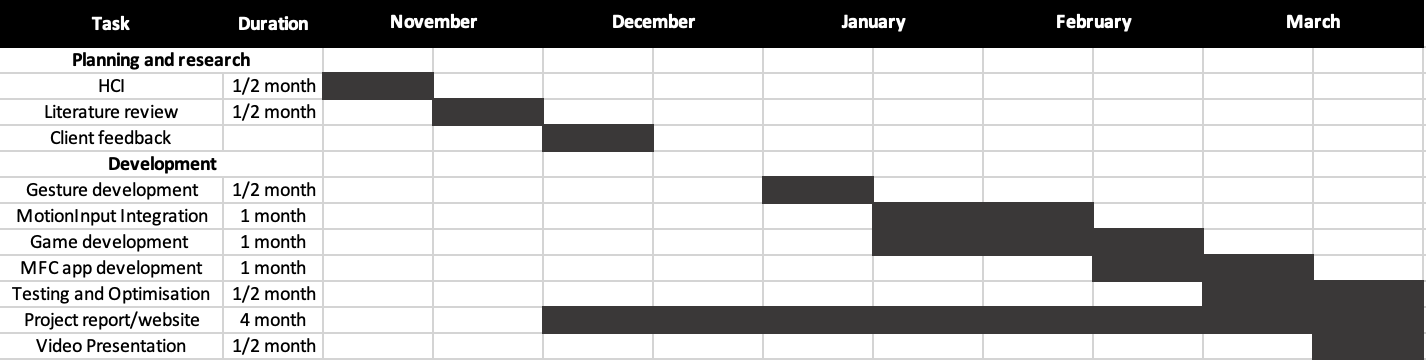 Task Duration November December January February March
Planning and research
HCI 1/2 month
Literature review 1/2 month
Client feedback
Development
Gesture development 1/2 month
MotionInput Integration 1 month
Game development 1 month
MFC app development 1 month
Testing and Optimisation 1/2 month
Project report/website 4 month
Video Presentation 1/2 month